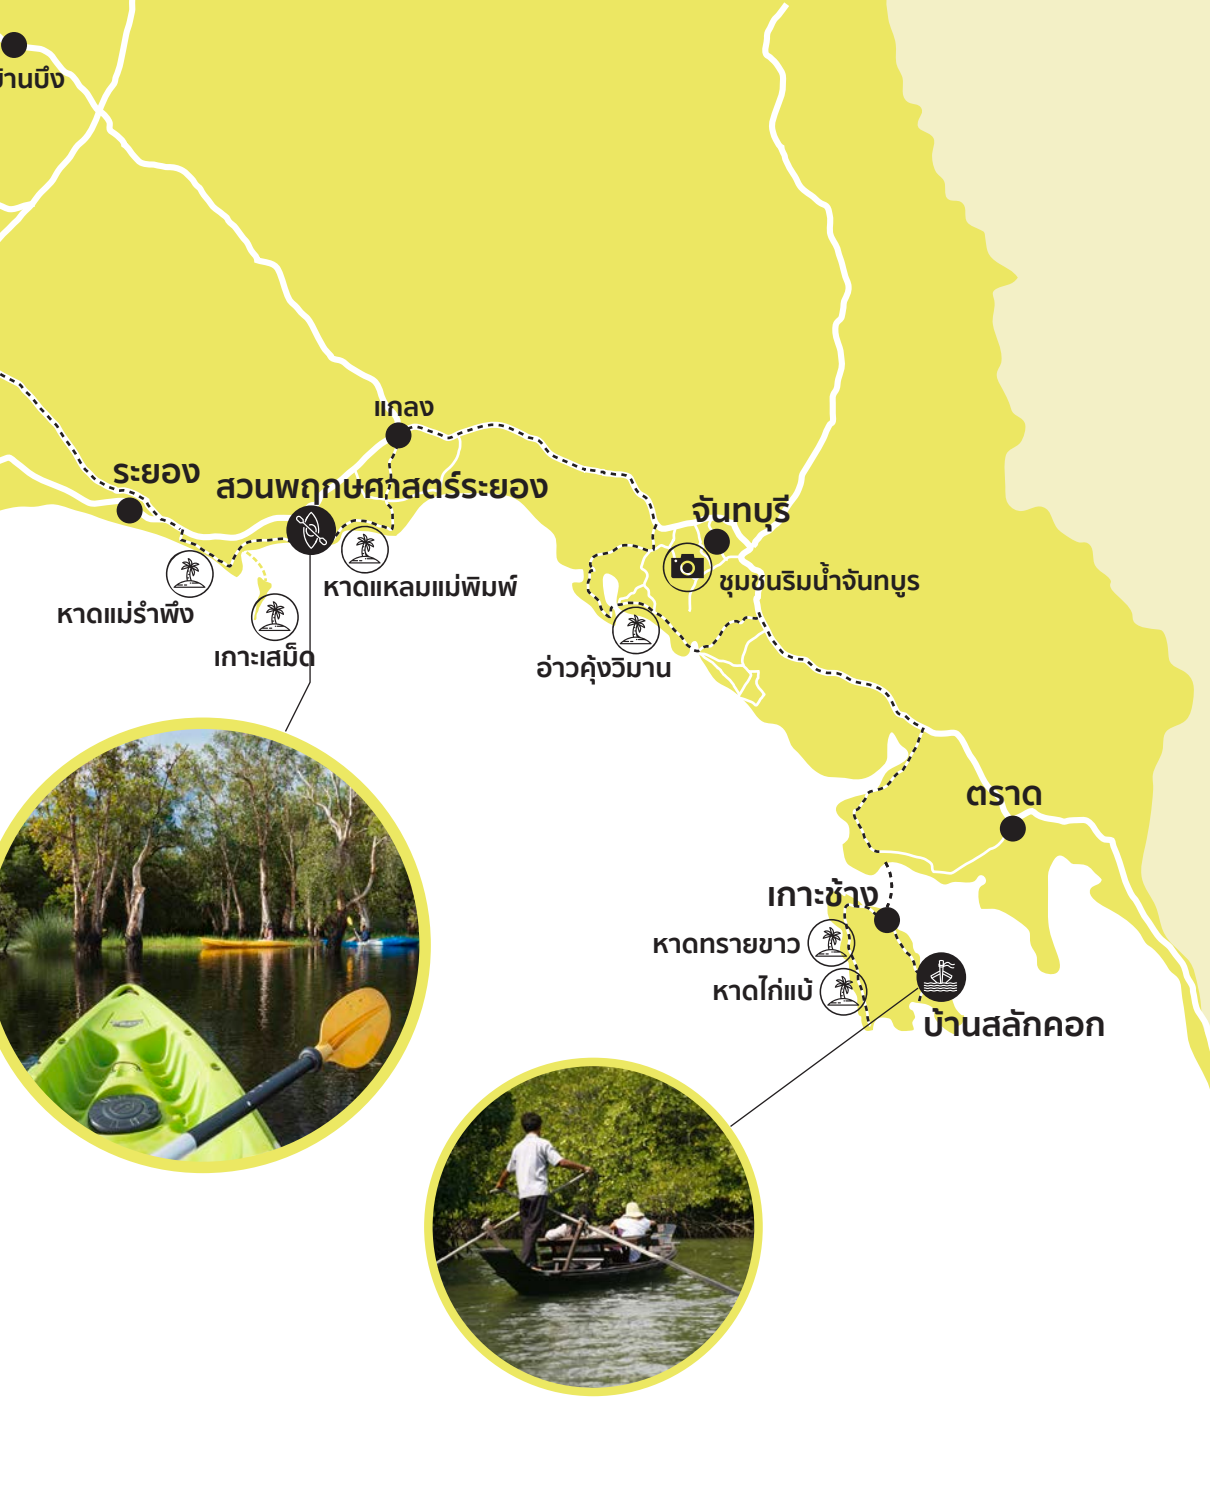 บ้านบึง
แกลง
ระยอง
สวนพฤกษศาสตร์ระยอง
จันทบุรี
ชุมชนริมน้ำจันทบูร
หาดแหลมแม่พิมพ์
หาดแม่รำพึง
เกาะเสม็ด
อ่าวคุ้งวิมาน
ตราด
เกาะช้าง
หาดทรายขาว
หาดไก่แบ้
บ้านสลักคอก